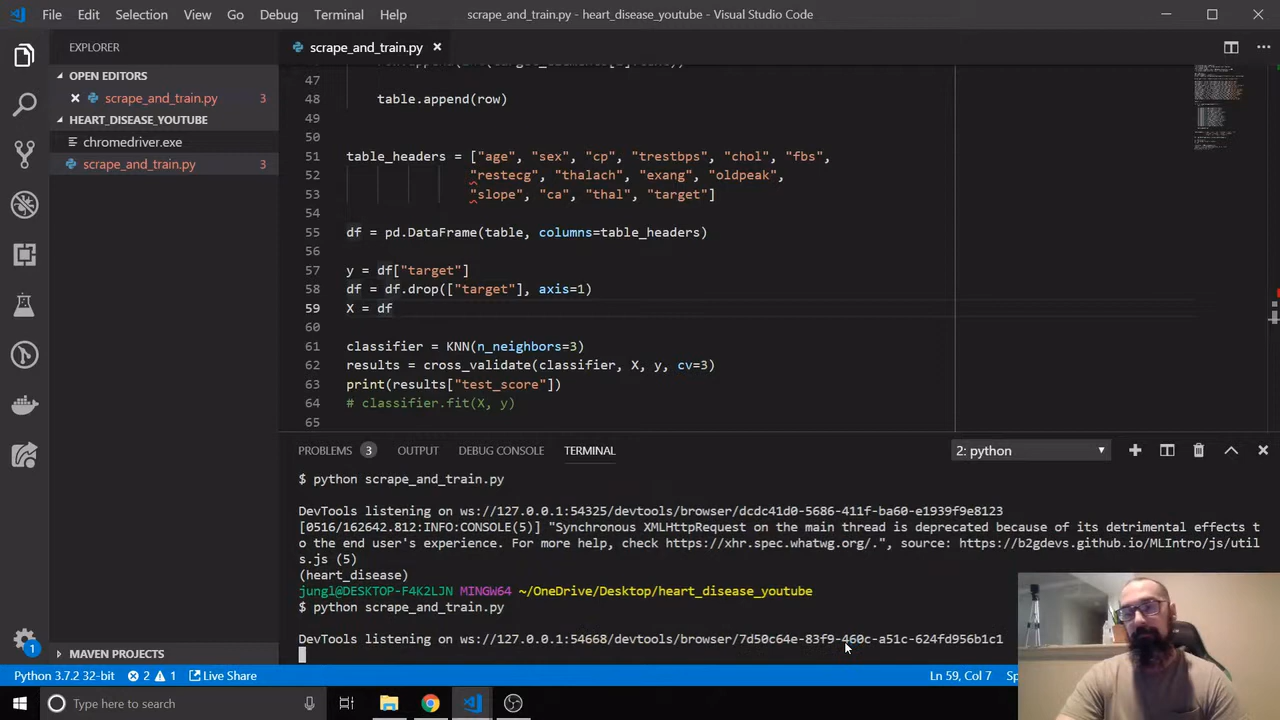 File Edit Selection View Go Debug Terminal Help scrape_and_train.py - heart_disease_youtube - Visual Studio Code
EXPLORER
OPEN EDITORS
scrape_and_train.py 3
HEART_DISEASE_YOUTUBE
chromedriver.exe
scrape_and_train.py 3
MAVEN PROJECTS
scrape_and_train.py
47
48 table.append(row)
49
50
51 table_headers = ["age", "sex", "cp", "trestbps", "chol", "fbs",
52 "restecg", "thalach", "exang", "oldpeak",
53 "slope", "ca", "thal", "target"]
54
55 df = pd.DataFrame(table, columns=table_headers)
56
57 y = df["target"]
58 df = df.drop(["target"], axis=1)
59 X = df
60
61 classifier = KNN(n_neighbors=3)
62 results = cross_validate(classifier, X, y, cv=3)
63 print(results["test_score"])
64 # classifier.fit(X, y)
65
PROBLEMS 3 OUTPUT DEBUG CONSOLE TERMINAL 2: python
$ python scrape_and_train.py
DevTools listening on ws://127.0.0.1:54325/devtools/browser/dcdc41d0-5686-411f-ba60-e1939f9e8123
[0516/162642.812:INFO:CONSOLE(5)] "Synchronous XMLHttpRequest on the main thread is deprecated because of its detrimental effects t
o the end user's experience. For more help, check https://xhr.spec.whatwg.org/.", source: https://b2gdevs.github.io/MLIntro/js/util
s.js (5)
(heart_disease)
jungl@DESKTOP-F4K2LJN MINGW64 ~/OneDrive/Desktop/heart_disease_youtube
$ python scrape_and_train.py
DevTools listening on ws://127.0.0.1:54668/devtools/browser/7d50c64e-83f9-460c-a51c-624fd956b1c1
1
Python 3.7.2 32-bit 2 1 Live Share Ln 59, Col 7
Type here to search